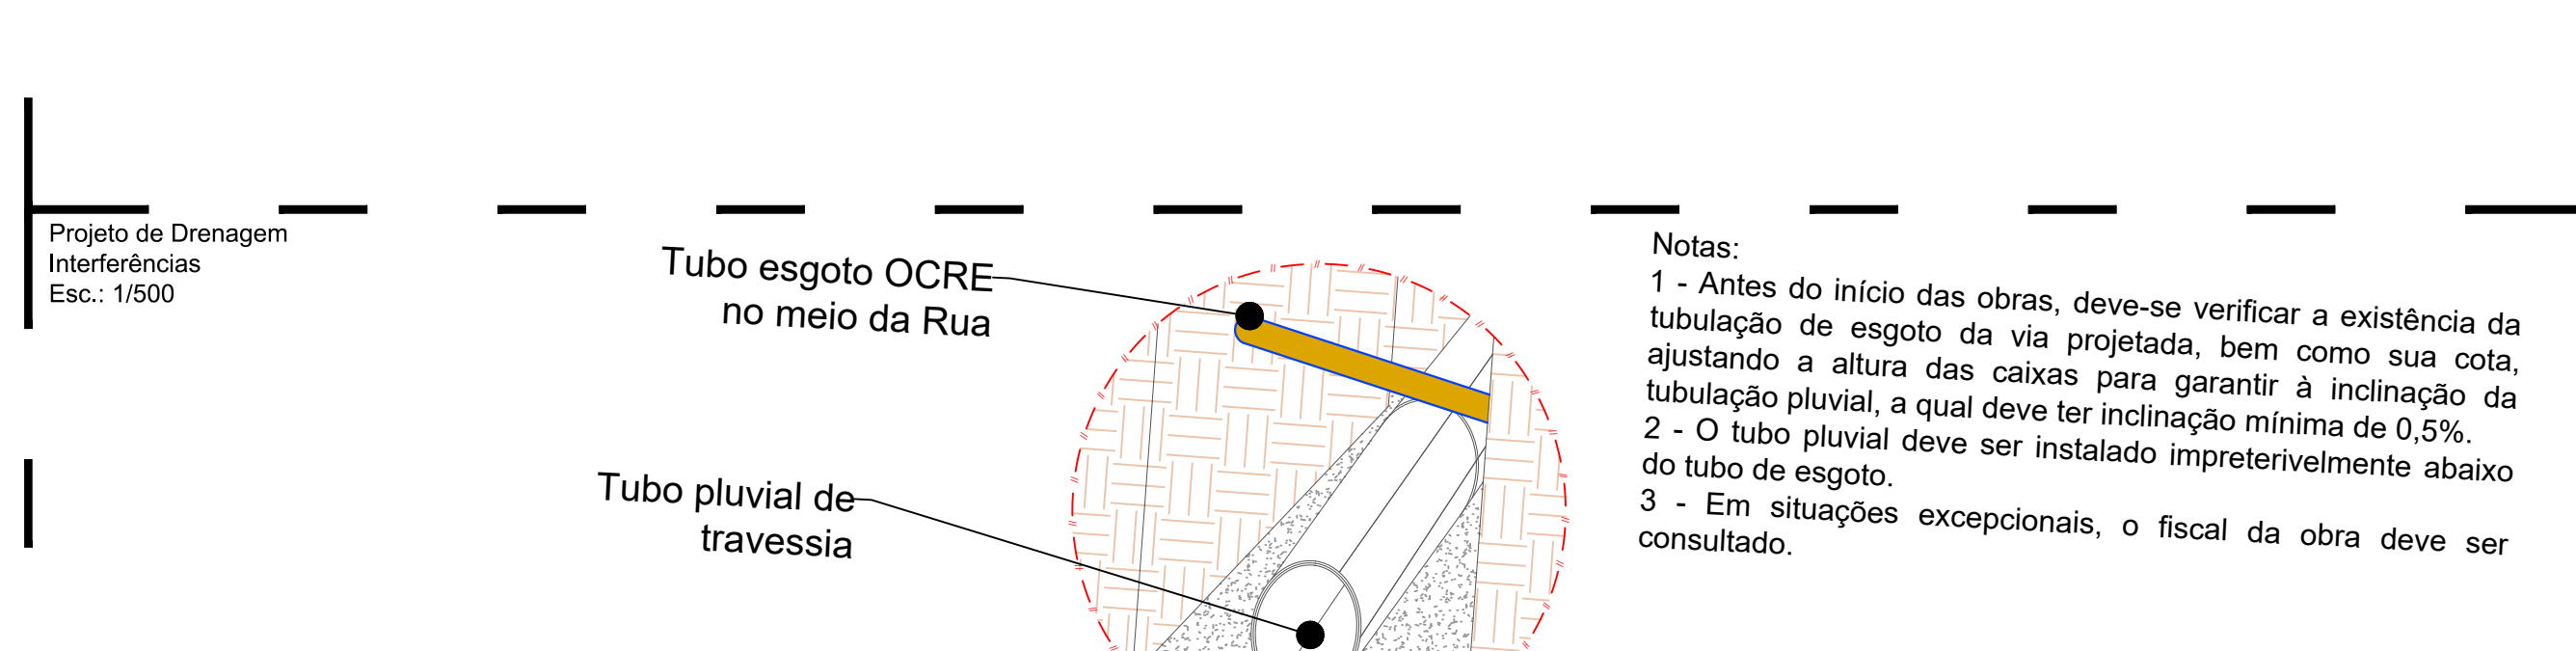 Projeto de Drenagem
Interferências
Esc.: 1/500
Tubo esgoto OCRE
no meio da Rua
Tubo pluvial de
travessia
Notas:
1 - Antes do início das obras, deve-se verificar a existência da
tubulação de esgoto da via projetada, bem como sua cota,
ajustando a altura das caixas para garantir à inclinação da
tubulação pluvial, a qual deve ter inclinação mínima de 0,5%.
2 - O tubo pluvial deve ser instalado impreterivelmente abaixo
do tubo de esgoto.
3 - Em situações excepcionais, o fiscal da obra deve ser
consultado.